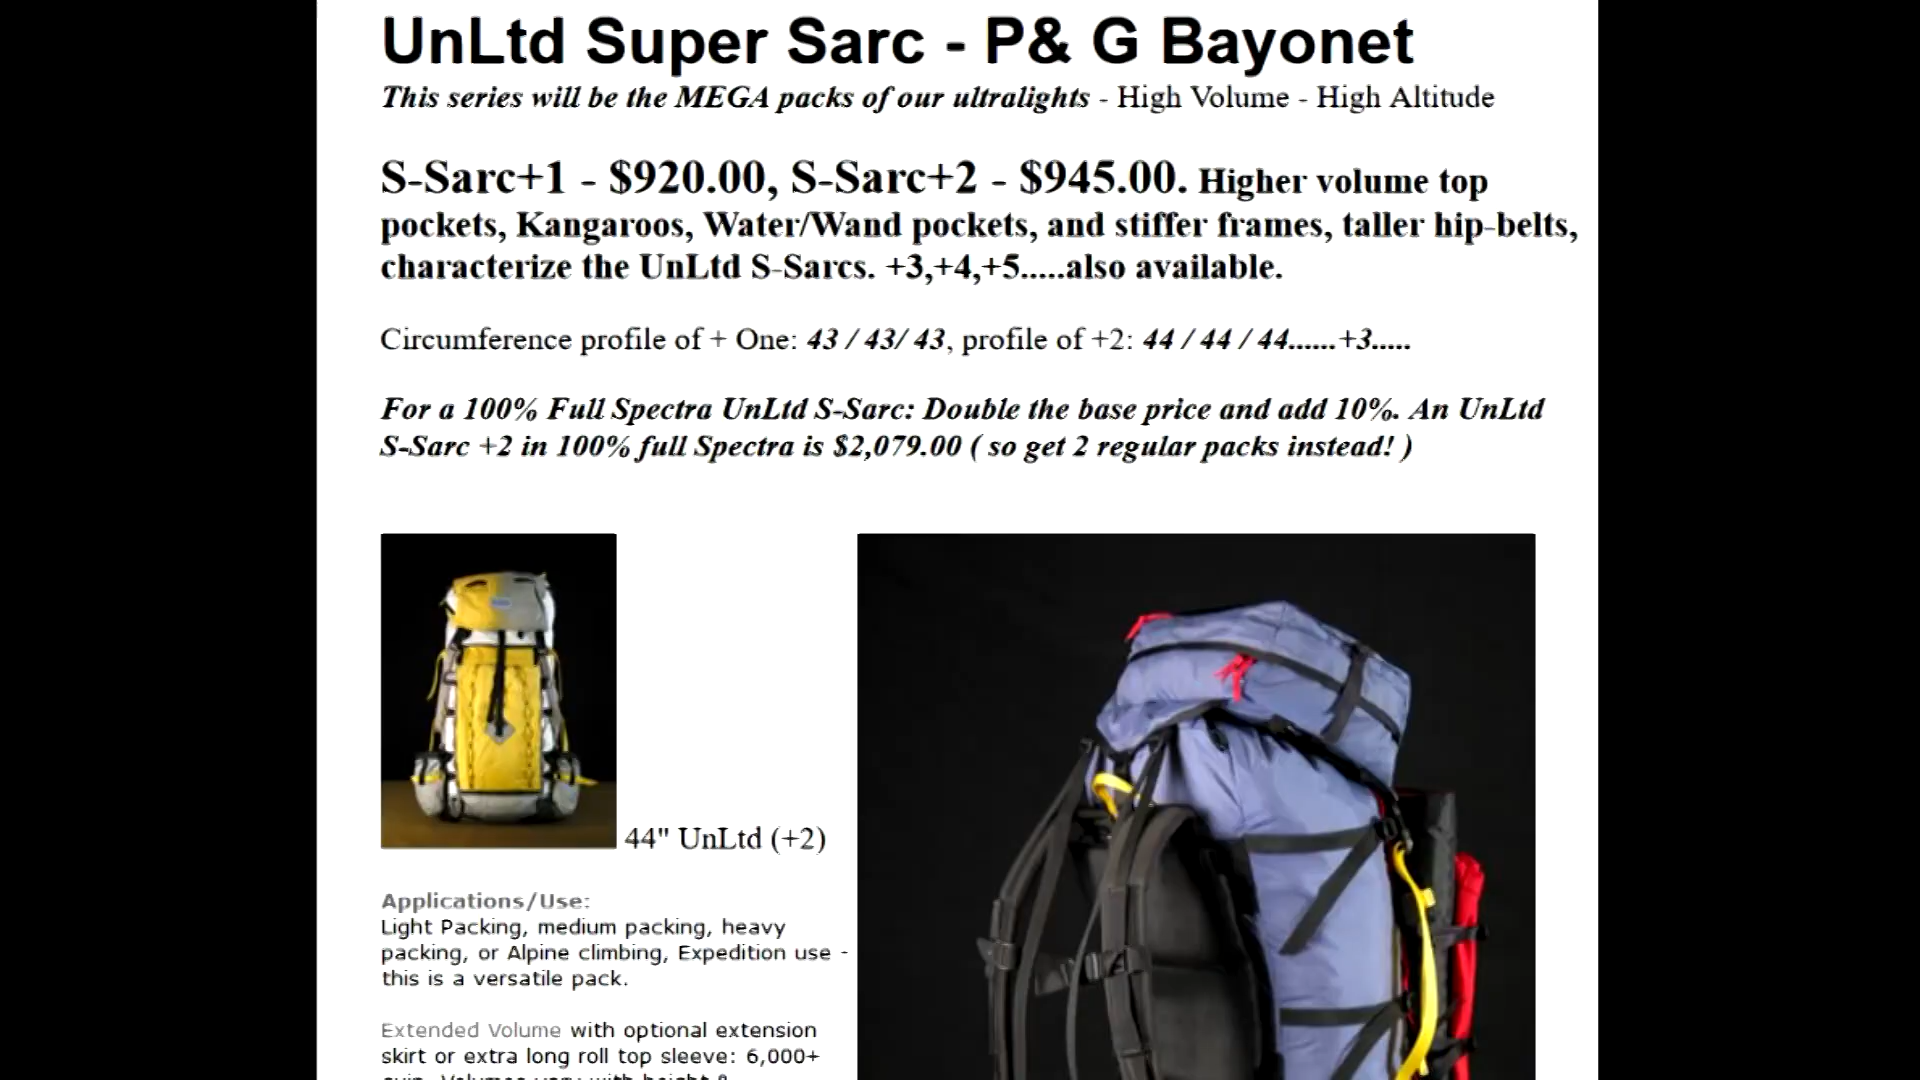 UnLtd Super Sarc - P& G Bayonet
This series will be the MEGA packs of our ultralights - High Volume - High Altitude
S-Sarc+1 - $920.00, S-Sarc+2 - $945.00. Higher volume top
pockets, Kangaroos, Water/Wand pockets, and stiffer frames, taller hip-belts,
characterize the UnLtd S-Sarcs. +3,+4,+5.....also available.
Circumference profile of + One: 43 / 43/ 43, profile of +2: 44 / 44 / 44......+3.....
For a 100% Full Spectra UnLtd S-Sarc: Double the base price and add 10%. An UnLtd
S-Sarc +2 in 100% full Spectra is $2,079.00 ( so get 2 regular packs instead! )
44" UnLtd (+2)
Applications/Use:
Light Packing, medium packing, heavy
packing, or Alpine climbing, Expedition use -
this is a versatile pack.
Extended Volume with optional extension
skirt or extra long roll top sleeve: 6,000+